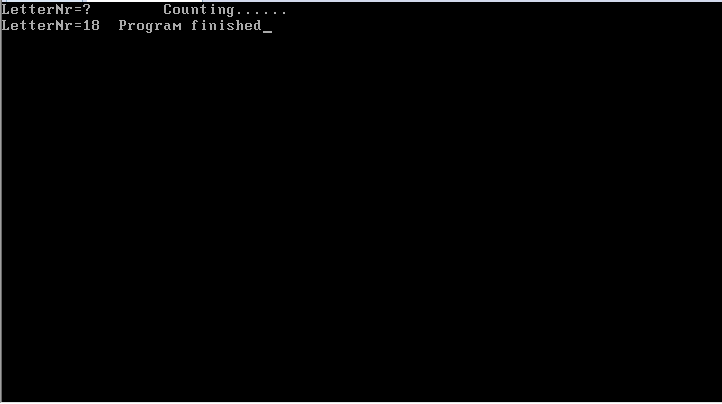 LetterNr=?       Counting......
LetterNr=18  Program finished_